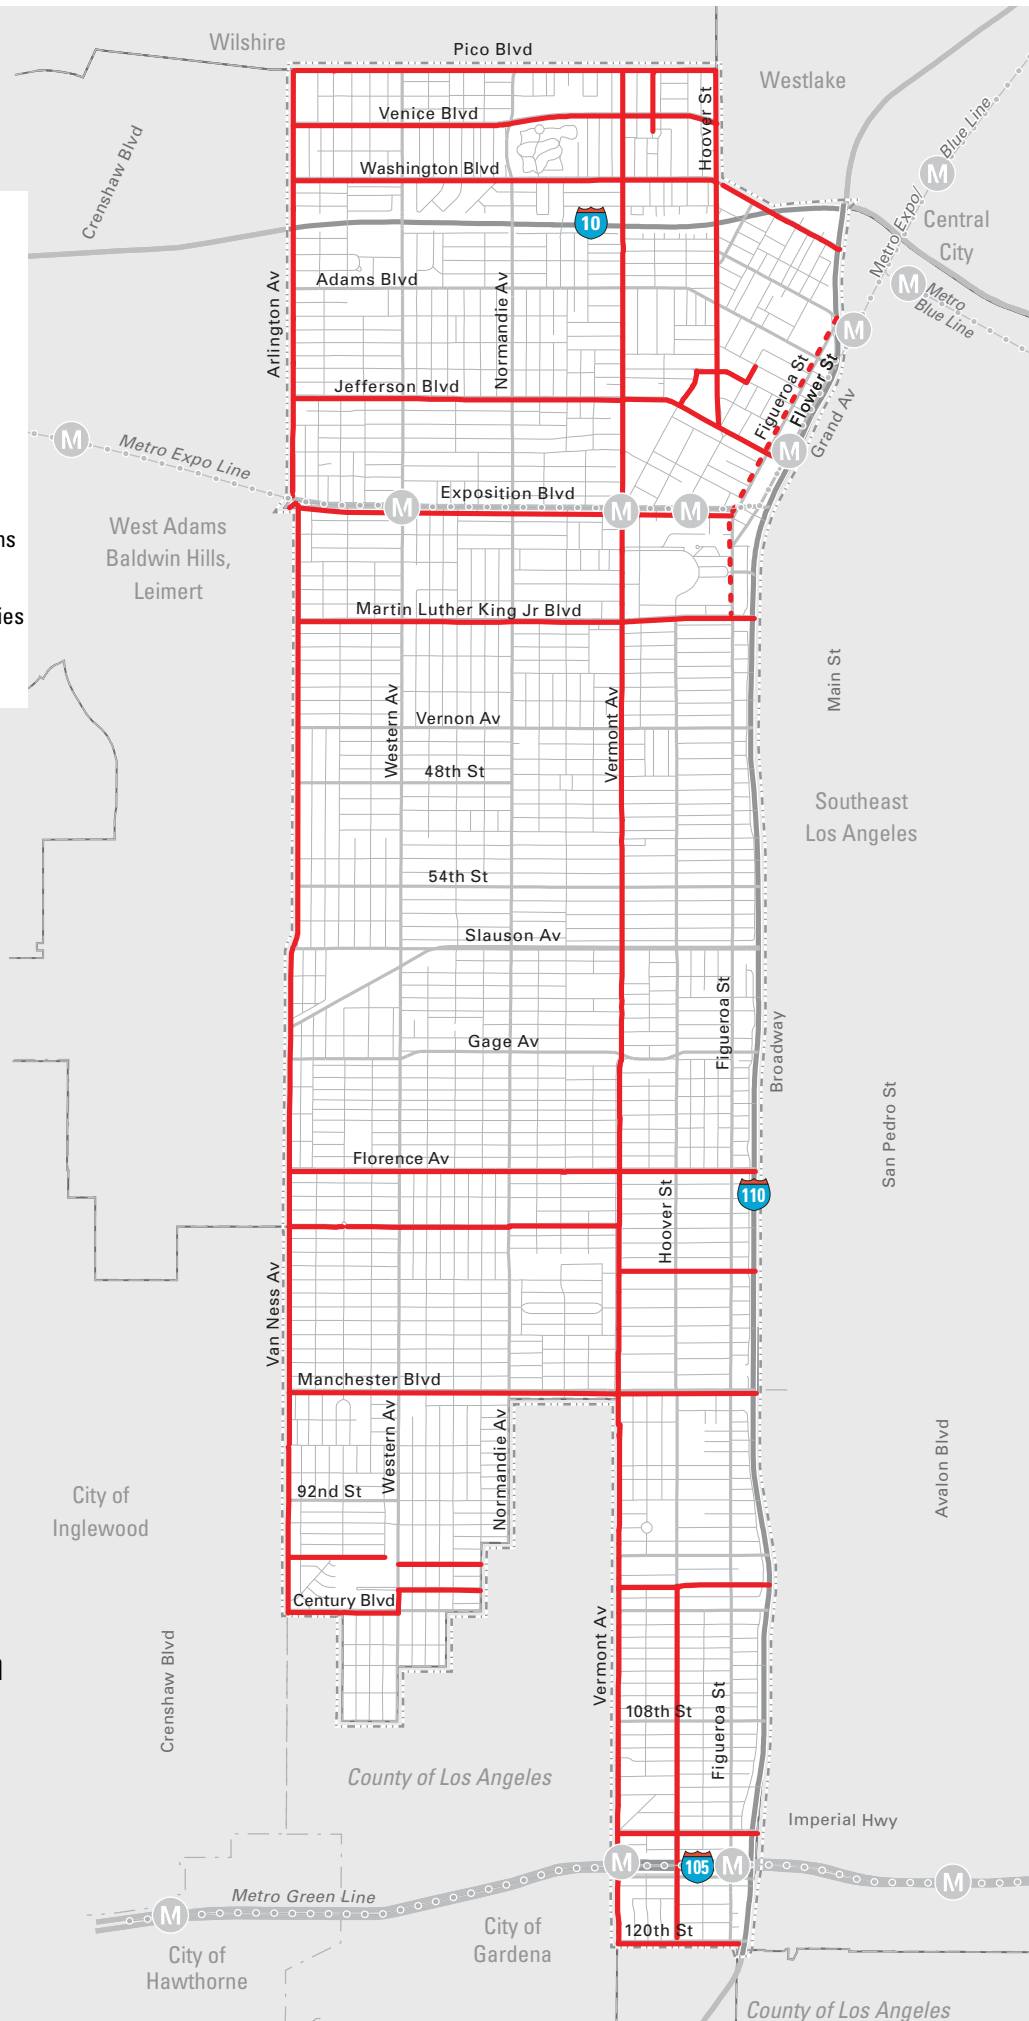 Wilshire
Pico Blvd
Westlake
Venice Blvd
Hoover St
Crenshaw Blvd
Washington Blvd
Metro Expo/
Blue Line
M
Central
City
10
Adams Blvd
Arlington Av
Normandie Av
M
Metro
Blue Line
M
Jefferson Blvd
Figueroa St
Flower St
Grand Av
M
Metro Expo Line
M
Exposition Blvd
M
M
M
West Adams
Baldwin Hills,
Leimert
ns
ies
Martin Luther King Jr Blvd
Main St
Western Av
Vernon Av
Vermont Av
48th St
Southeast
Los Angeles
54th St
Slauson Av
Figueroa St
Gage Av
Broadway
San Pedro St
Florence Av
110
Hoover St
Van Ness Av
Manchester Blvd
Western Av
Normandie Av
Avalon Blvd
92nd St
City of
Inglewood
Century Blvd
Vermont Av
Crenshaw Blvd
108th St
Figueroa St
County of Los Angeles
Imperial Hwy
M
105
M
M
Metro Green Line
M
City of
Gardena
120th St
City of
Hawthorne
County of Los Angeles